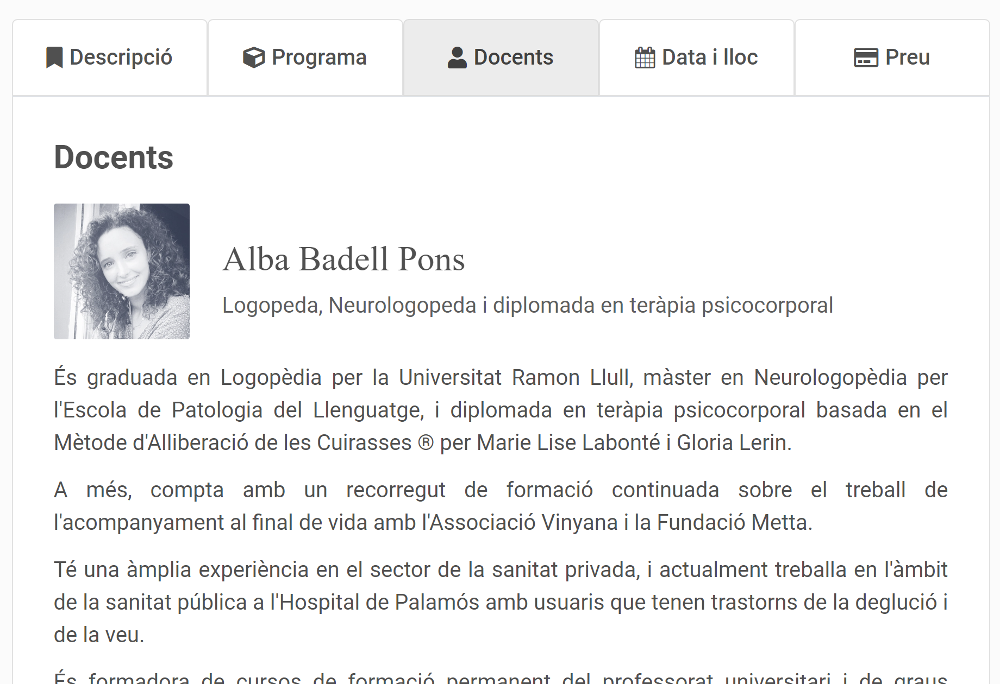 Descripció
Programa
Docents
Data i lloc
Preu
Docents
Alba Badell Pons
Logopeda, Neurologopeda i diplomada en teràpia psicocorporal
És graduada en Logopèdia per la Universitat Ramon Llull, màster en Neurologopèdia per
l'Escola de Patologia del Llenguatge, i diplomada en teràpia psicocorporal basada en el
Mètode d'Alliberació de les Cuirasses ® per Marie Lise Labonté i Gloria Lerin.
A més, compta amb un recorregut de formació continuada sobre el treball de
l'acompanyament al final de vida amb l'Associació Vinyana i la Fundació Metta.
Té una àmplia experiència en el sector de la sanitat privada, i actualment treballa en l'àmbit
de la sanitat pública a l'Hospital de Palamós amb usuaris que tenen trastorns de la deglució i
de la veu.
És formadora de cursos de formació permanent del professorat universitari i de graus